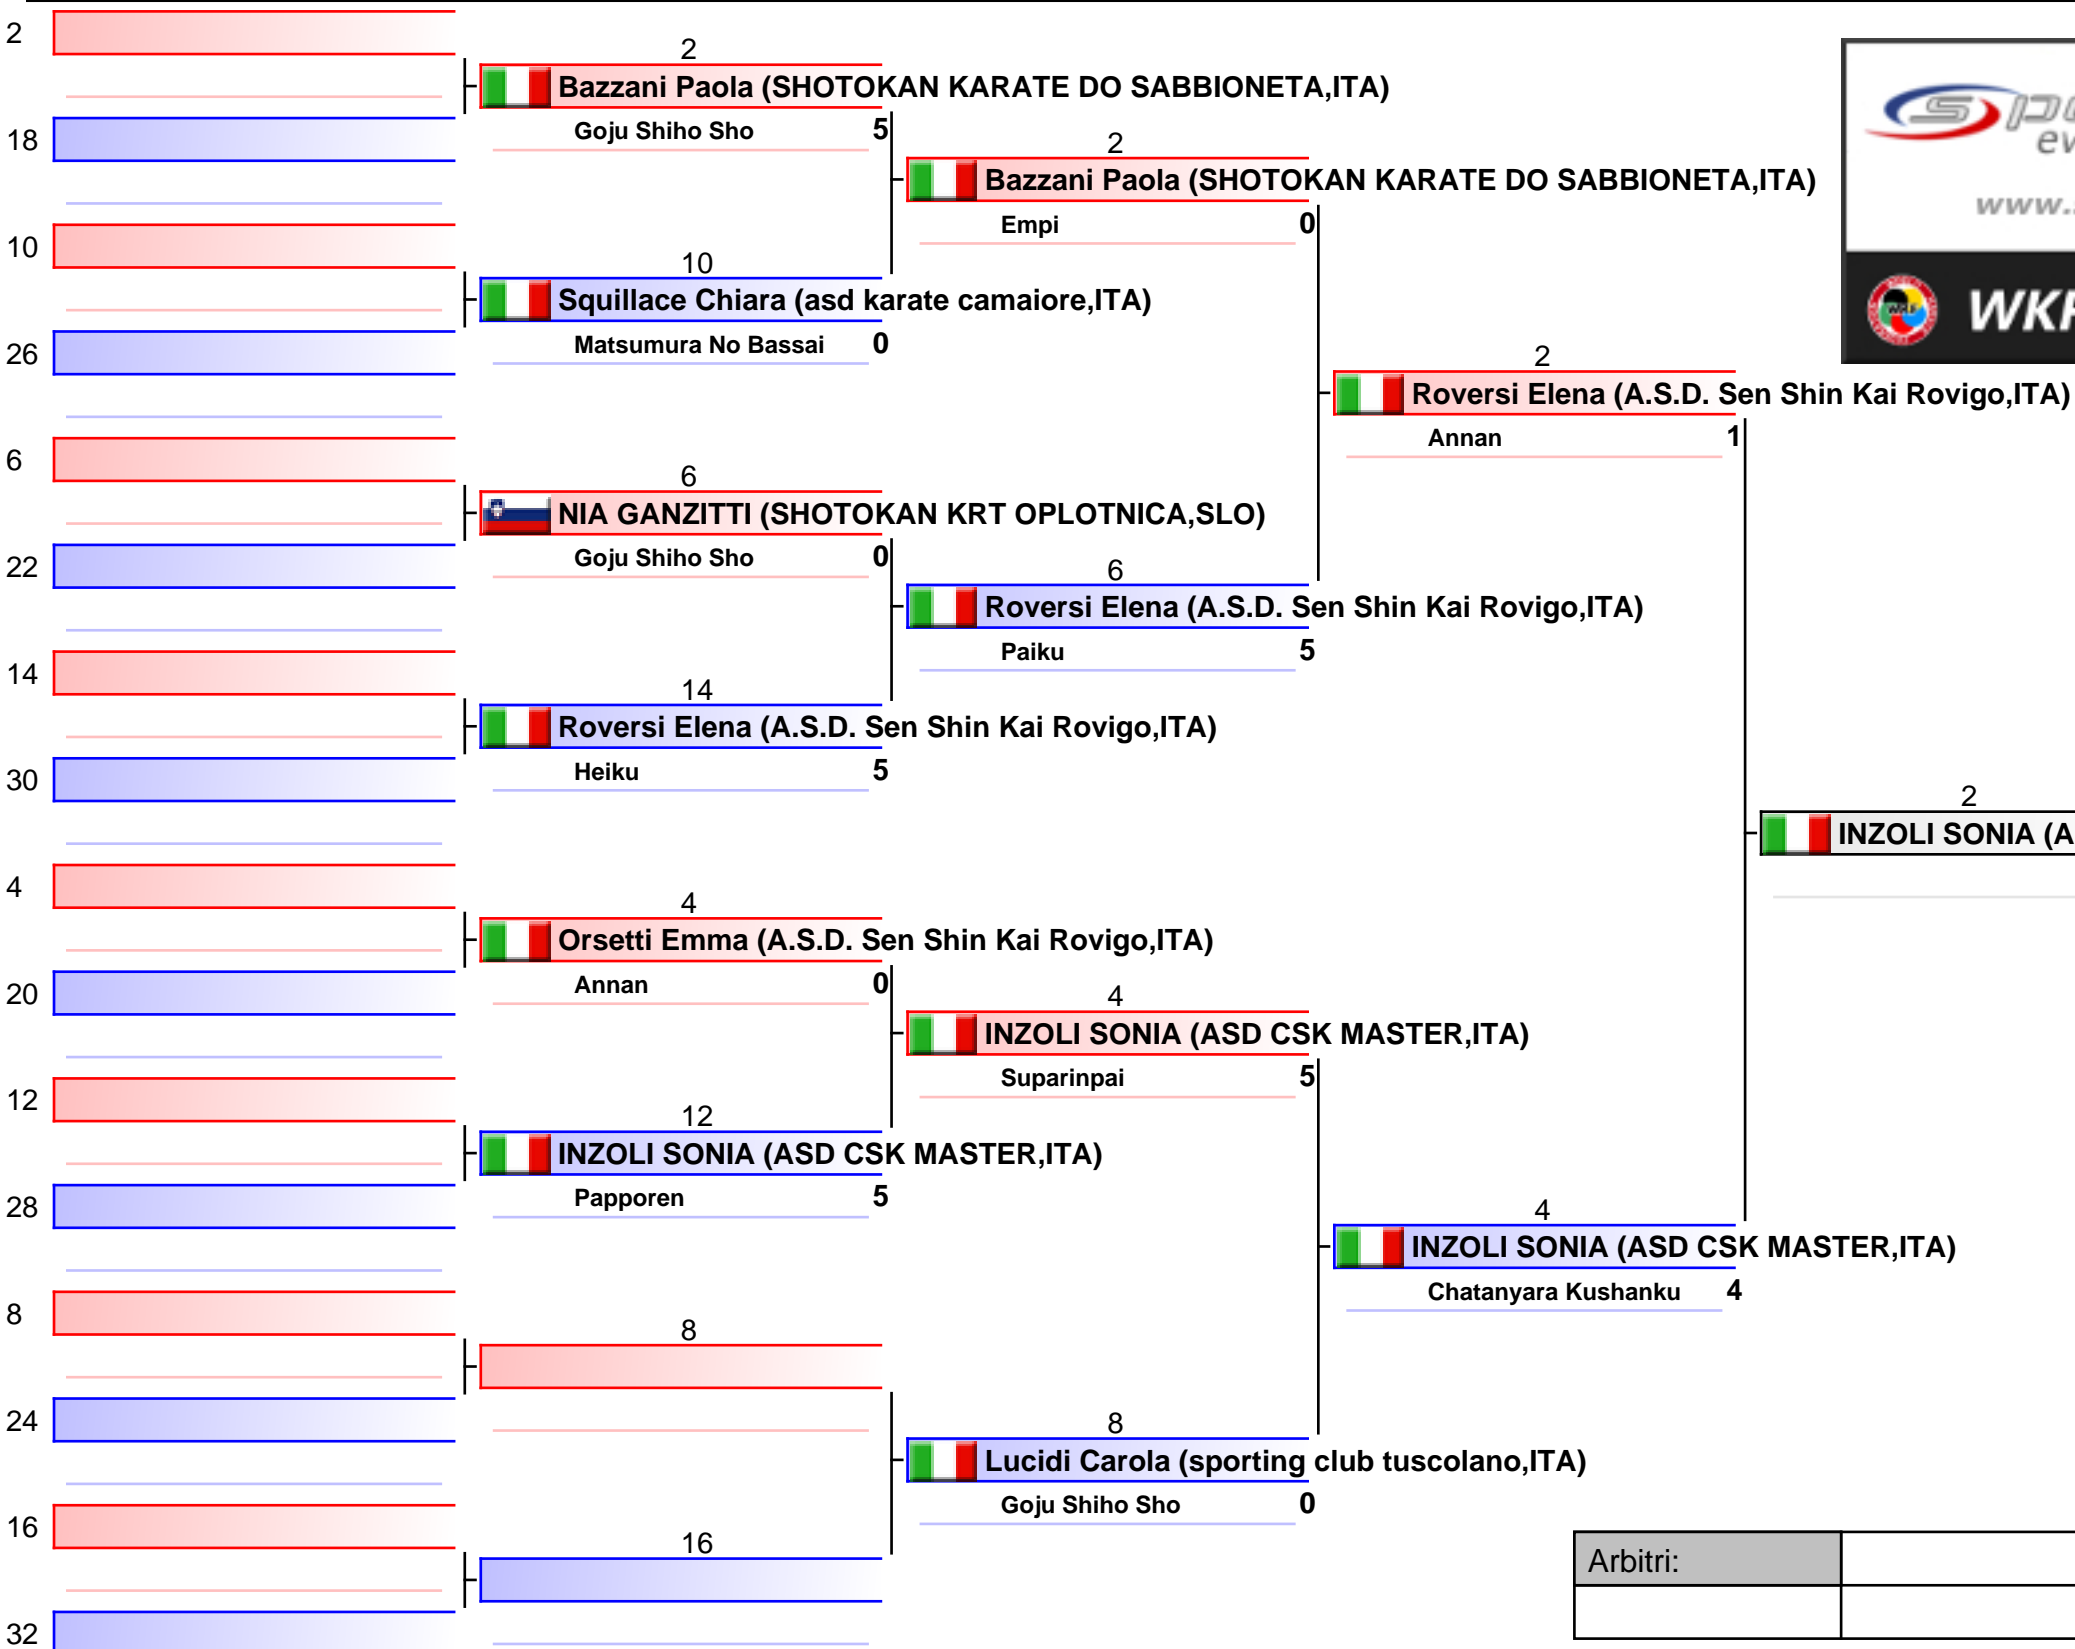 2
18
10
26
6
22
14
30
4
20
12
28
8
24
16
32
2
Bazzani Paola (SHOTOKAN KARATE DO SABBIONETA,ITA)
Goju Shiho Sho 5
10
Squillace Chiara (asd karate camaiore,ITA)
Matsumura No Bassai 0
6
NIA GANZITTI (SHOTOKAN KRT OPLOTNICA,SLO)
Goju Shiho Sho 0
14
Roversi Elena (A.S.D. Sen Shin Kai Rovigo,ITA)
Heiku 5
4
Orsetti Emma (A.S.D. Sen Shin Kai Rovigo,ITA)
Annan 0
12
INZOLI SONIA (ASD CSK MASTER,ITA)
Papporen 5
8
16
2
Bazzani Paola (SHOTOKAN KARATE DO SABBIONETA,ITA)
Empi 0
6
Roversi Elena (A.S.D. Sen Shin Kai Rovigo,ITA)
Paiku 5
4
INZOLI SONIA (ASD CSK MASTER,ITA)
Suparinpai 5
8
Lucidi Carola (sporting club tuscolano,ITA)
Goju Shiho Sho 0
2
Roversi Elena (A.S.D. Sen Shin Kai Rovigo,ITA)
Annan 1
4
INZOLI SONIA (ASD CSK MASTER,ITA)
Chatanyara Kushanku 4
2
INZOLI SONIA (A
www.
WKF
Arbitri: